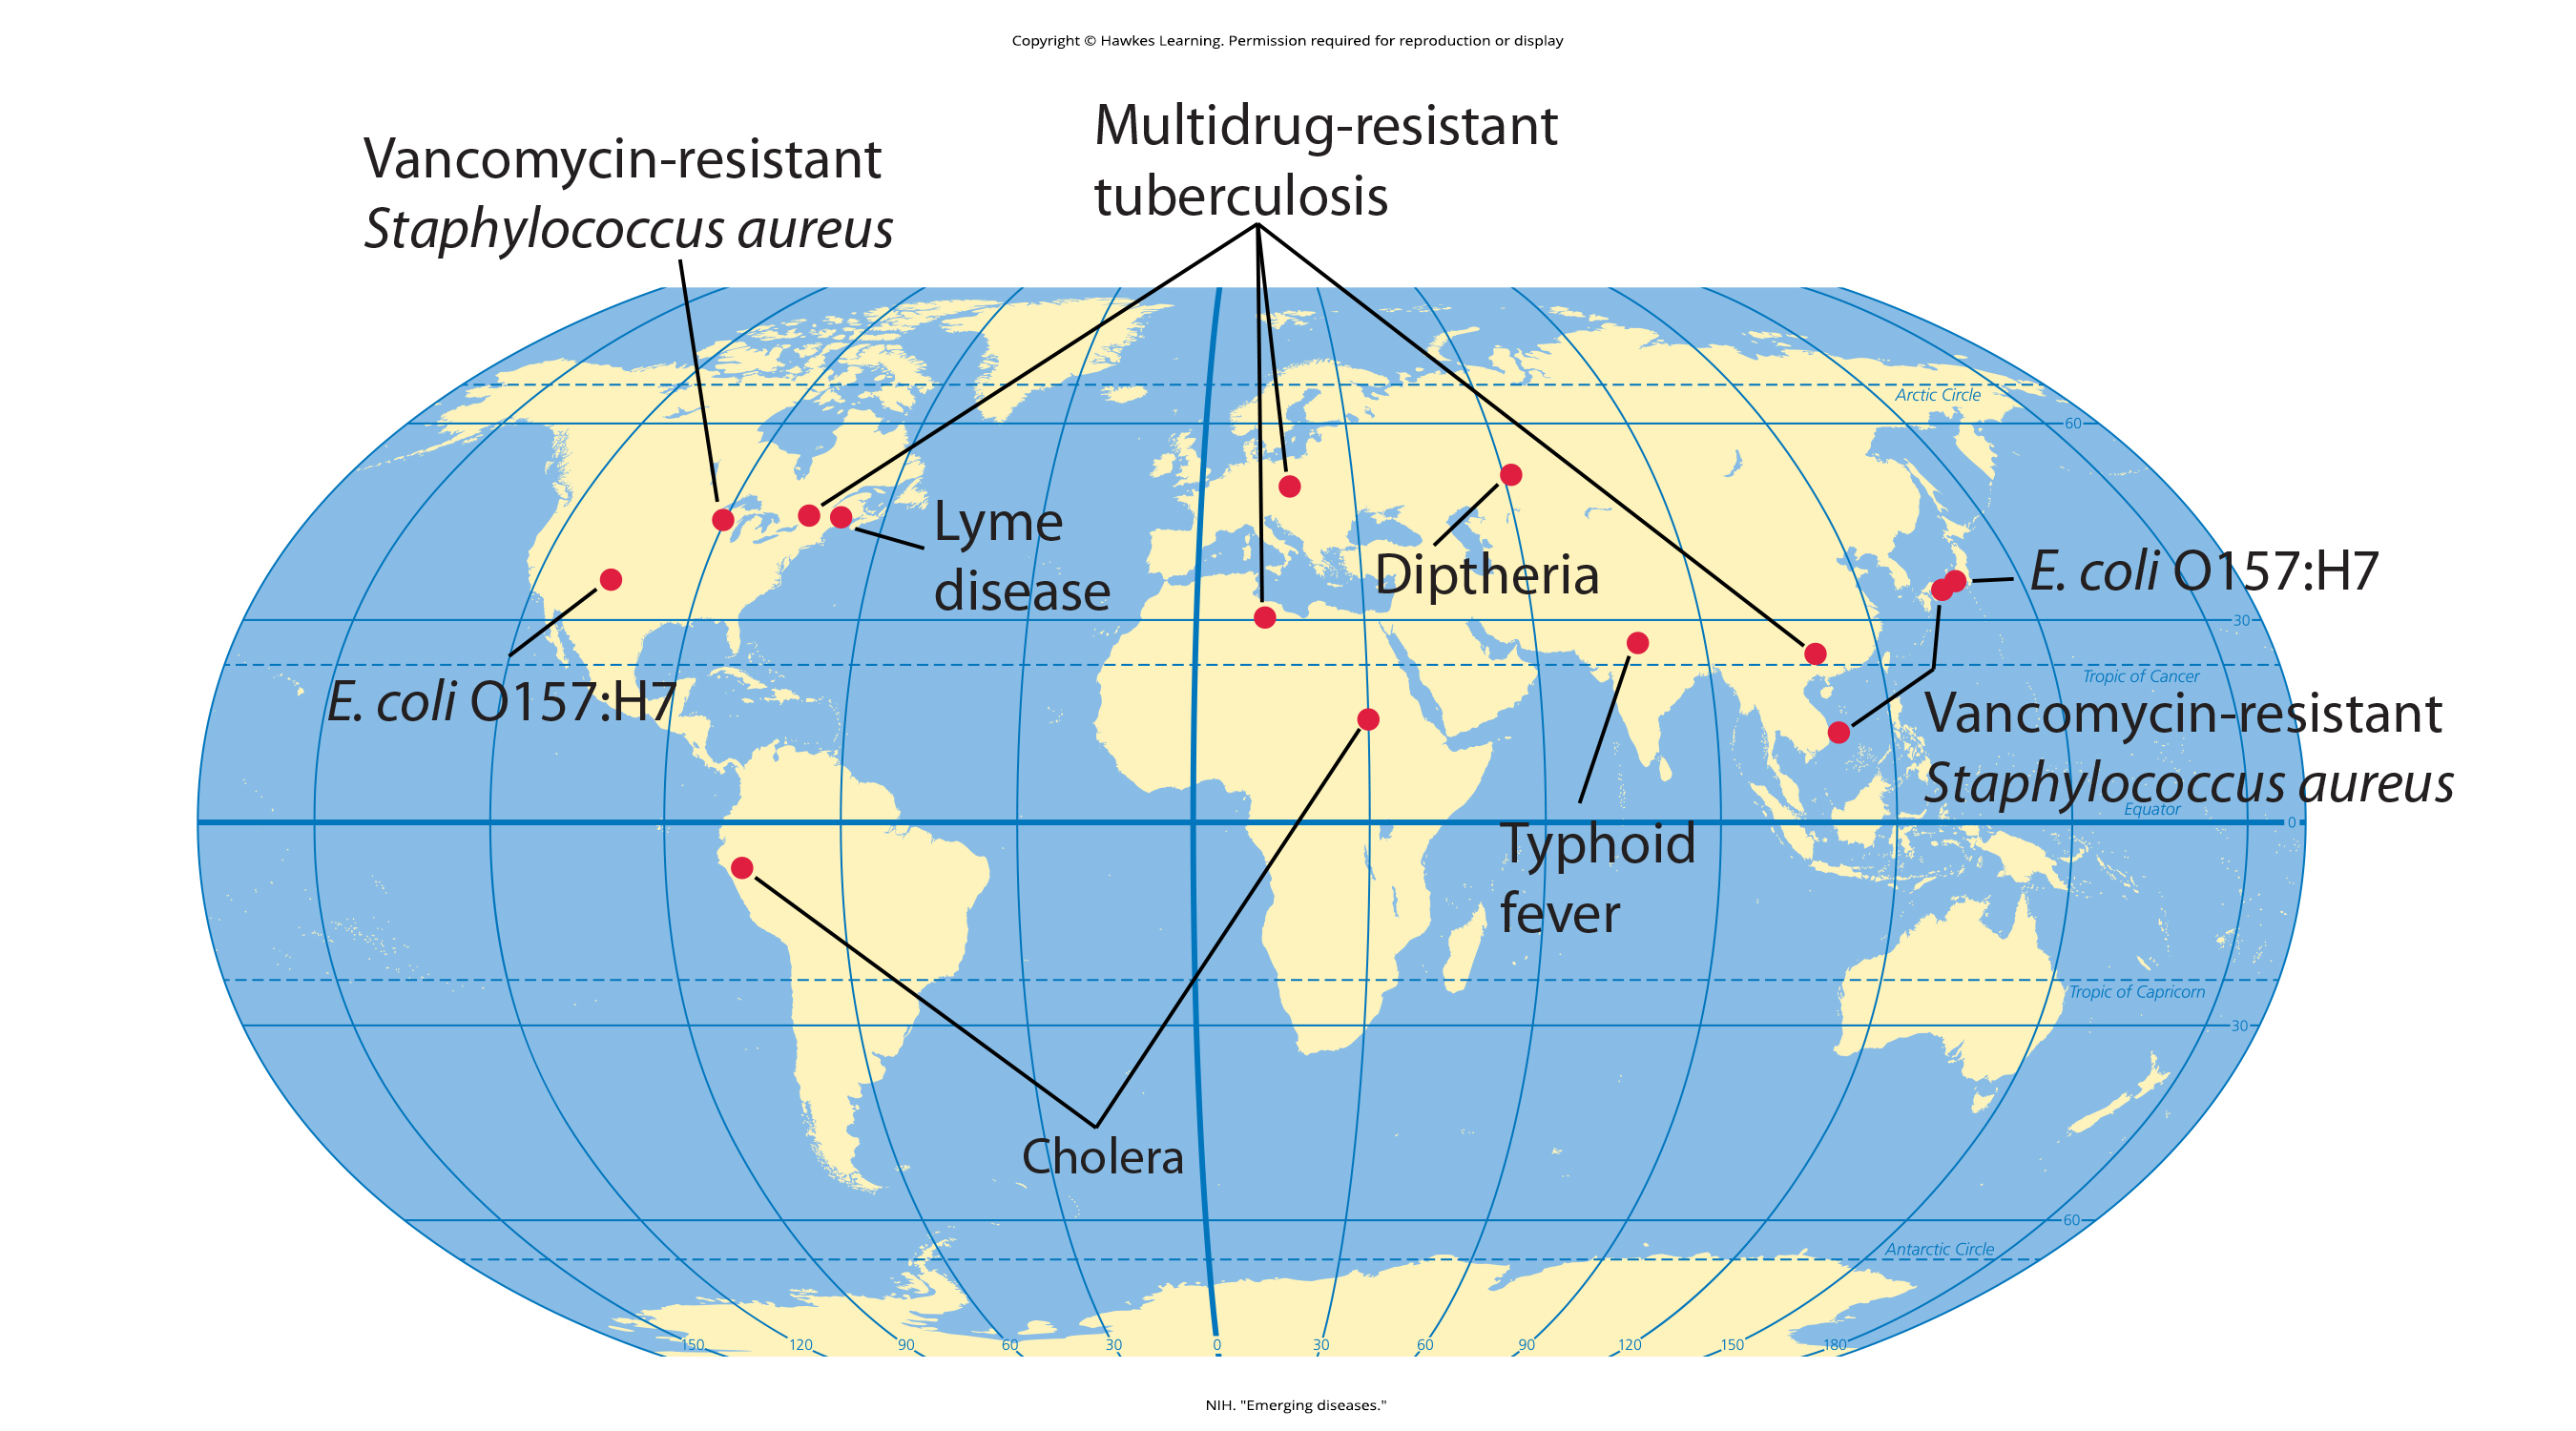 Copyright © Hawkes Learning. Permission required for reproduction or display
Multidrug-resistant
tuberculosis
Vancomycin-resistant
Staphylococcus aureus
Arctic Circle
60
Lyme
disease
Diptheria
E. coli O157:H7
30
Tropic of Cancer
E. coli O157:H7
Vancomycin-resistant
Staphylococcus aureus
Equator
0
Typhoid
fever
Tropic of Capricorn
30
Cholera
60
Antarctic Circle
150 120 90 60 30 0 30 60 90 120 150 180
NIH. "Emerging diseases."